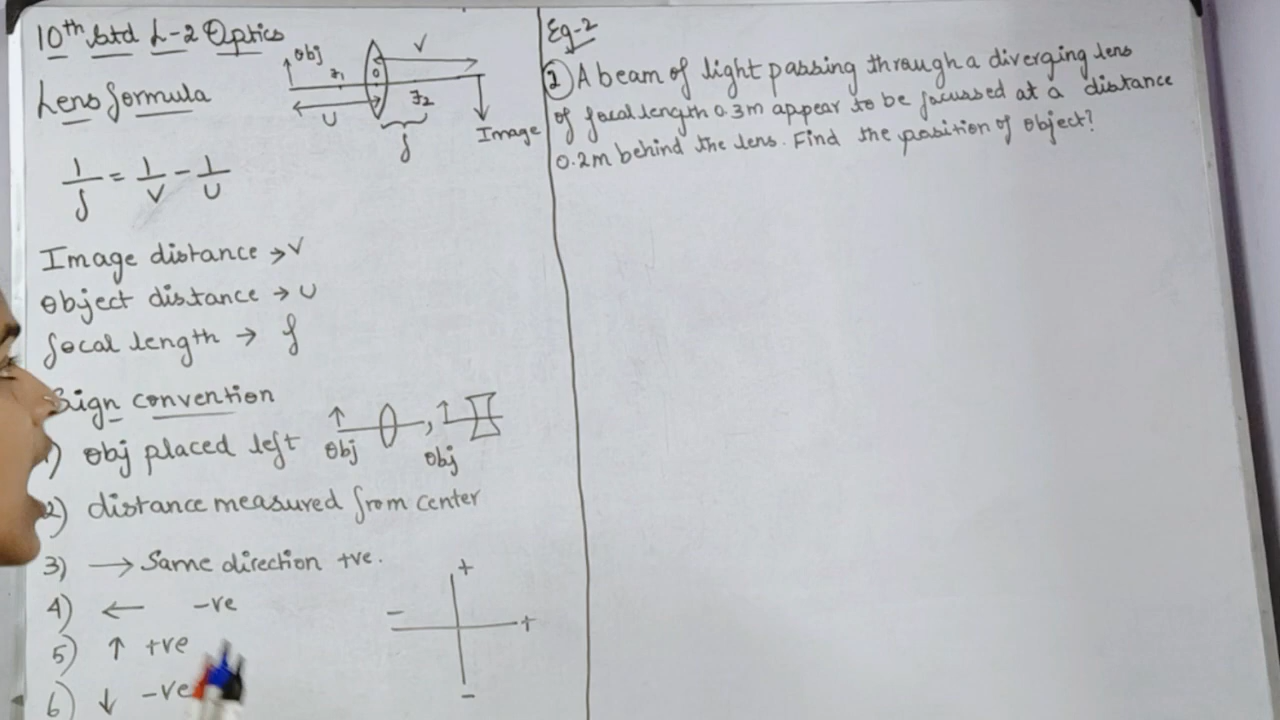 10th Std L-2 Optics
Lens formula
Obj
V
F1
O
F2
U
f
Image
1/f = 1/V - 1/U
Image distance → V
Object distance → U
focal length → f
Sign convention
1) Obj placed left
Obj , Obj
2) distance measured from center
3) → Same direction +ve.
4) ← -ve
5) ↑ +ve
6) ↓ -ve
+
- +
-
Eg-2
2) A beam of light passing through a diverging lens
of focal length 0.3m appear to be focussed at a distance
0.2m behind the lens. Find the position of object?